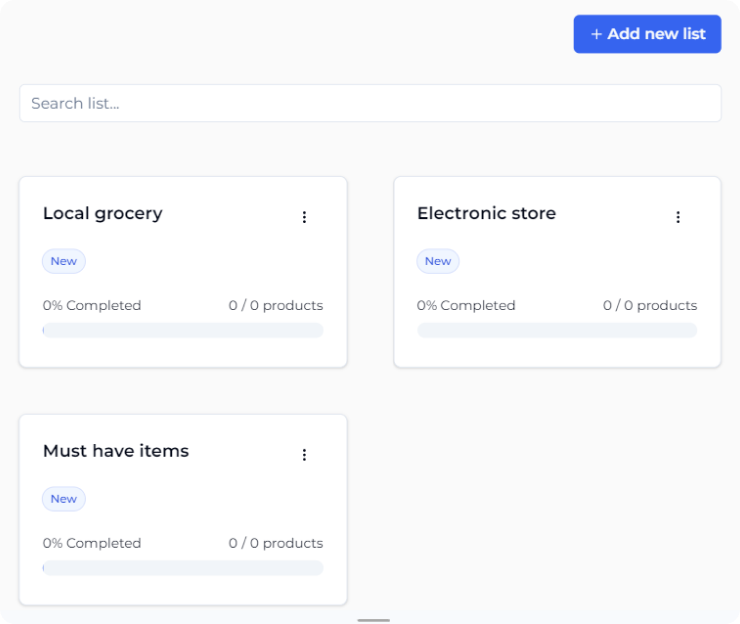 + Add new list
Search list...
Local grocery
New
0% Completed
0 / 0 products
Electronic store
New
0% Completed
0 / 0 products
Must have items
New
0% Completed
0 / 0 products